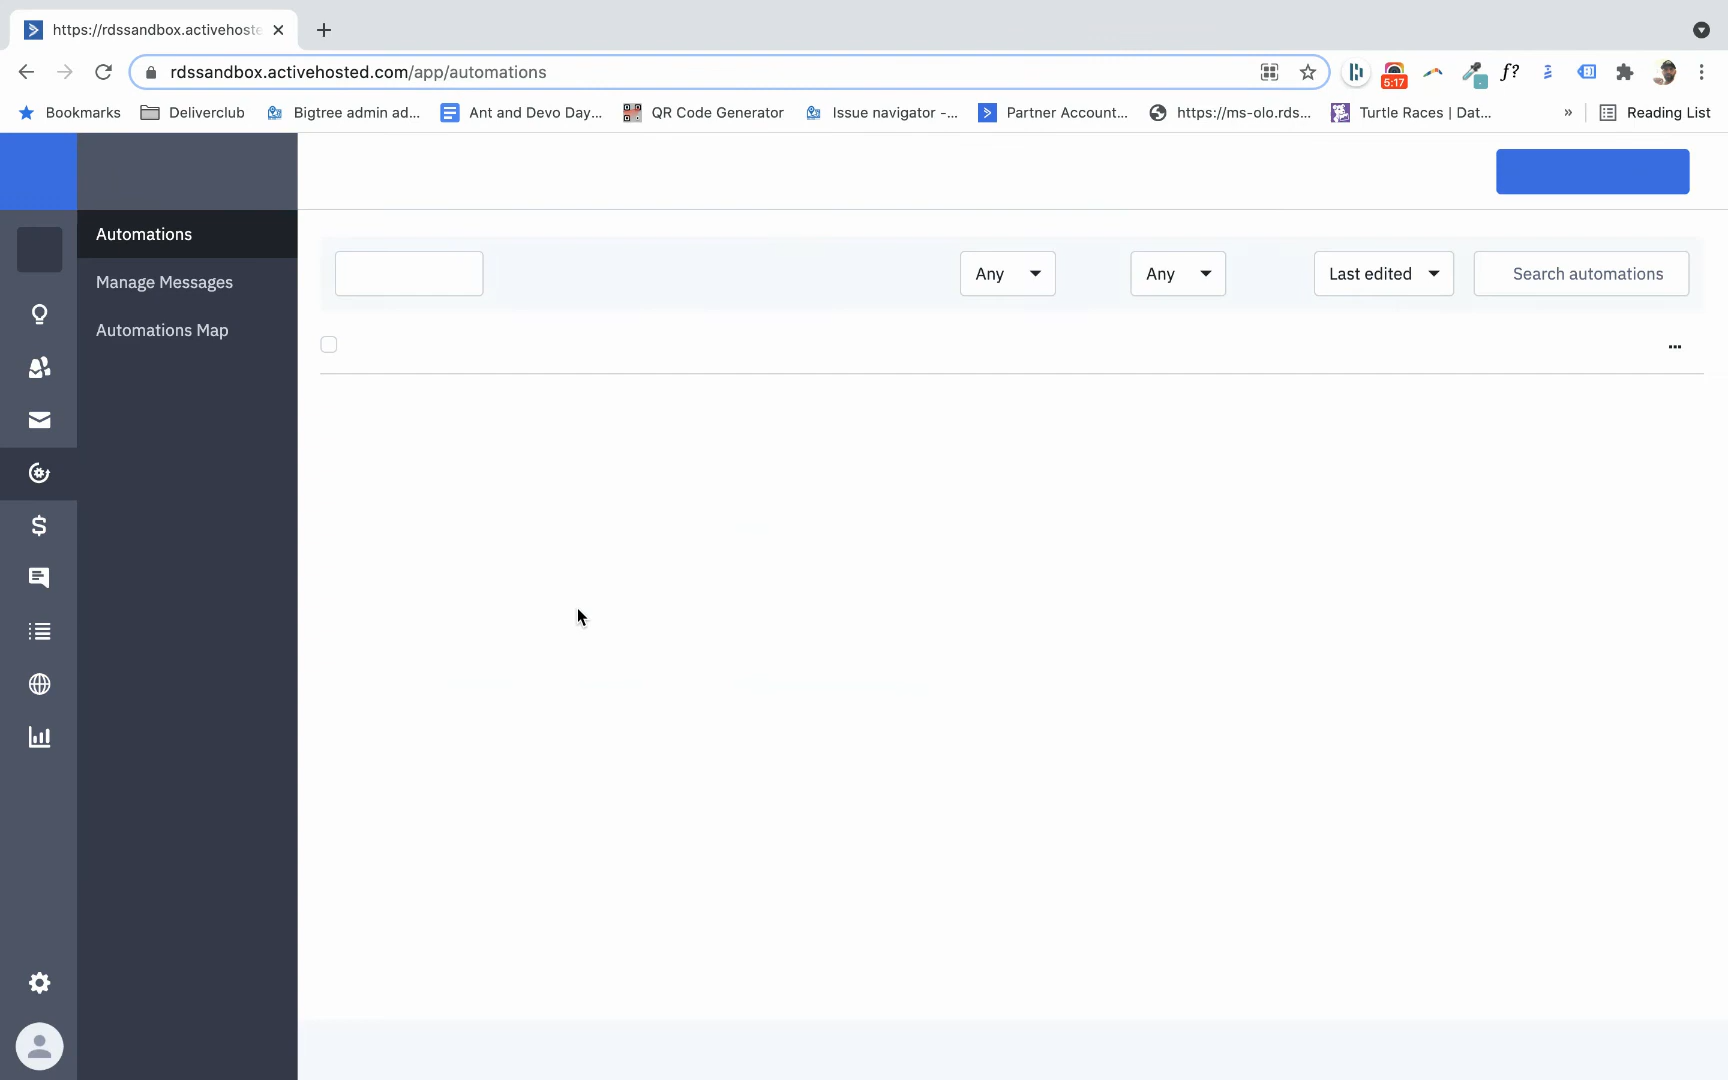 https://rdssandbox.activehoste
rdssandbox.activehosted.com/app/automations
5:17
f?
Bookmarks
Deliverclub
Bigtree admin ad...
Ant and Devo Day...
QR Code Generator
Issue navigator -...
Partner Account...
https://ms-olo.rds...
Turtle Races | Dat...
»
Reading List
Automations
Manage Messages
Automations Map
Any
Any
Last edited
Search automations